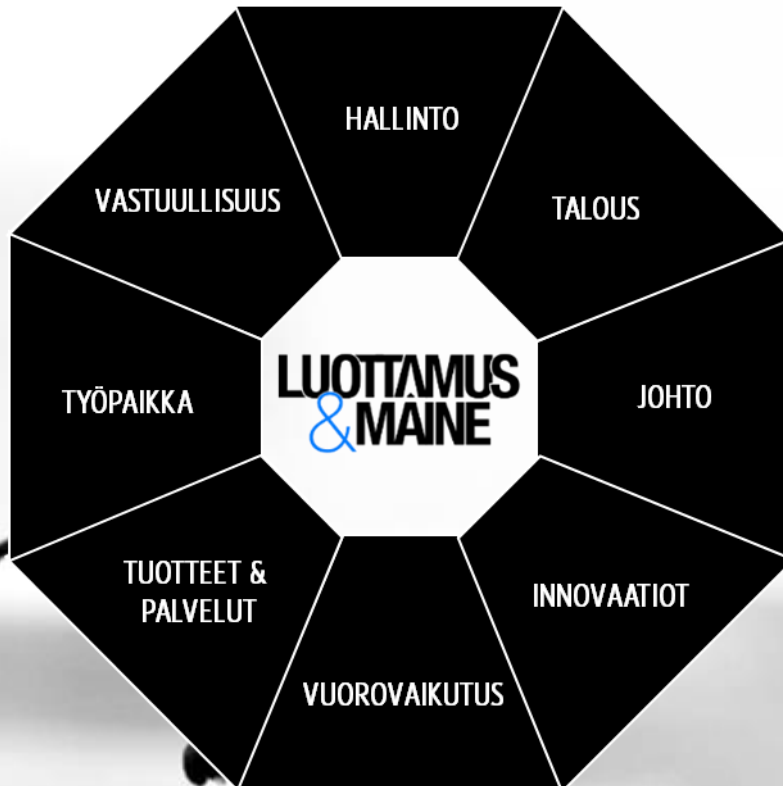 HALLINTO
VASTUULLISUUS
TALOUS
TYÖPAIKKA
LUOTTAMUS
& MAINE
JOHTO
TUOTTEET &
PALVELUT
INNOVAATIOT
VUOROVAIKUTUS